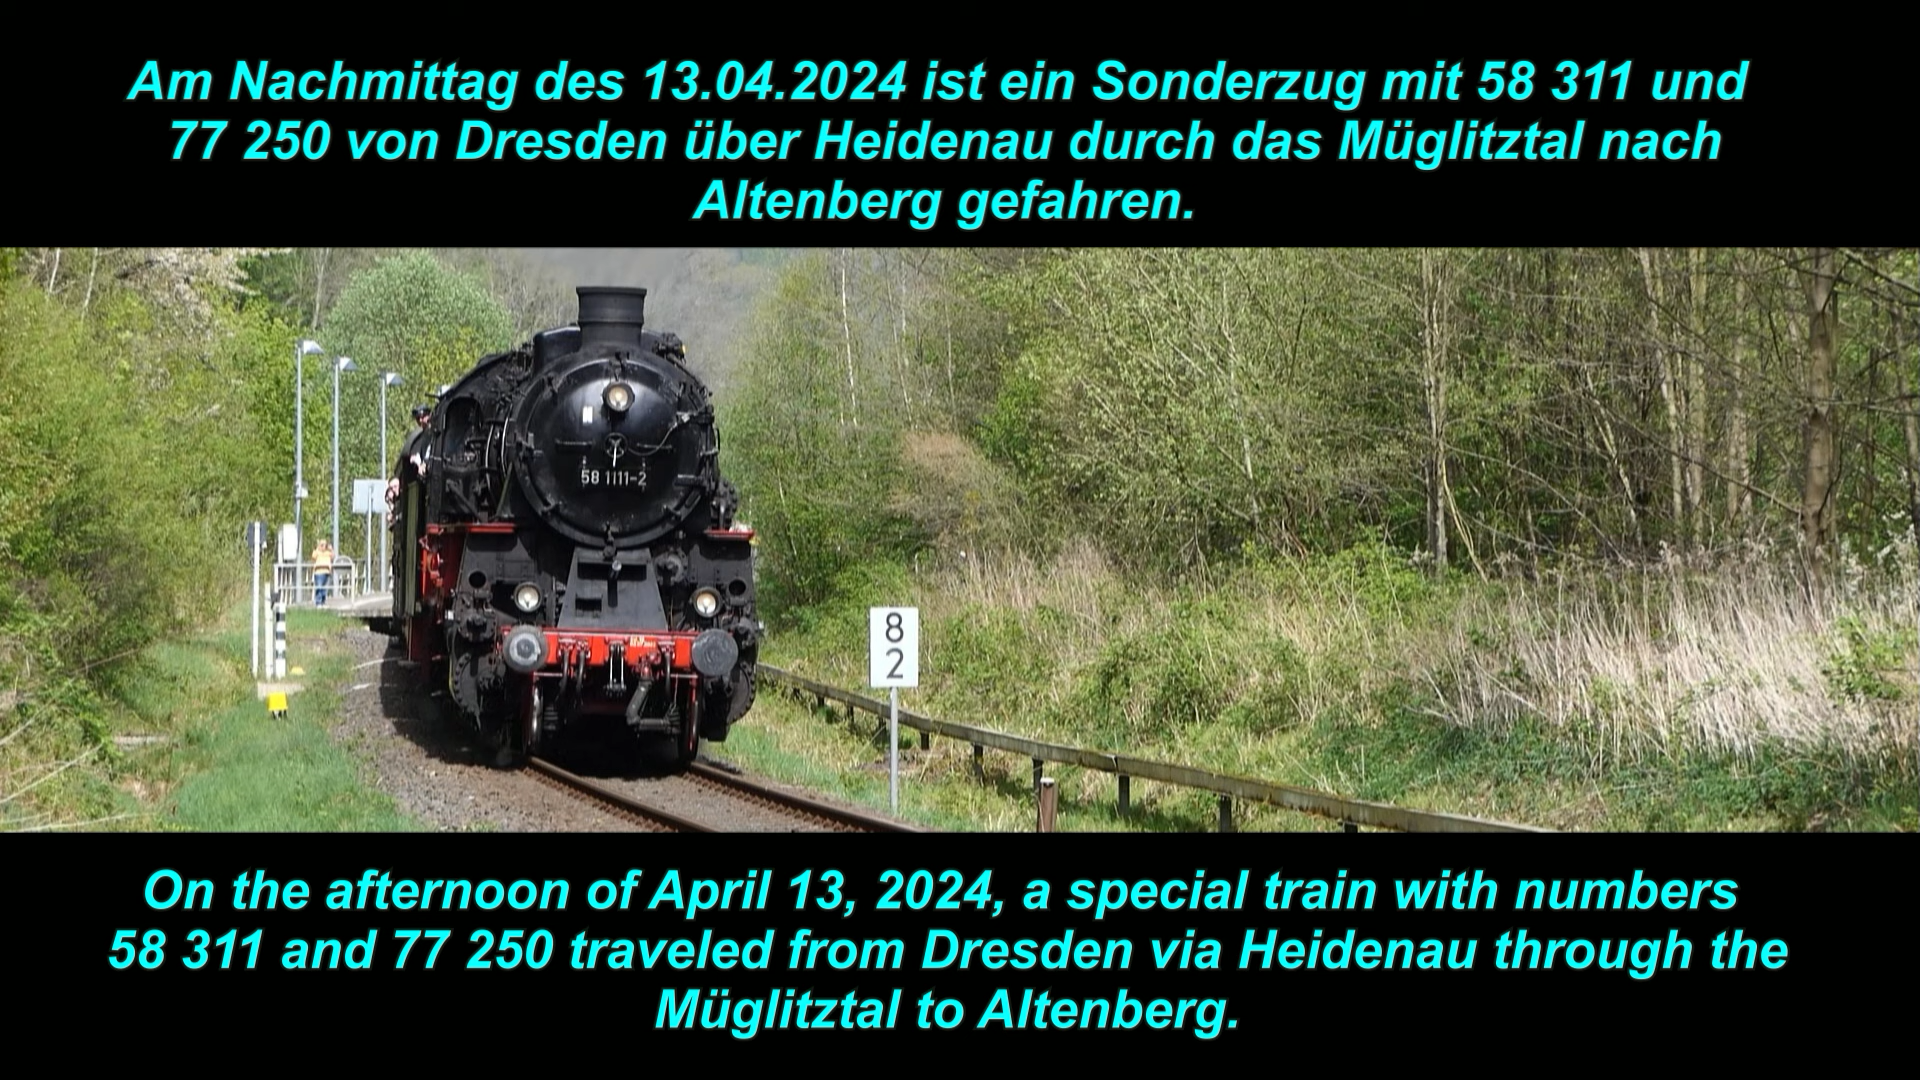 Am Nachmittag des 13.04.2024 ist ein Sonderzug mit 58 311 und
77 250 von Dresden über Heidenau durch das Müglitztal nach
Altenberg gefahren.
58 1111-2
8
2
On the afternoon of April 13, 2024, a special train with numbers
58 311 and 77 250 traveled from Dresden via Heidenau through the
Müglitztal to Altenberg.